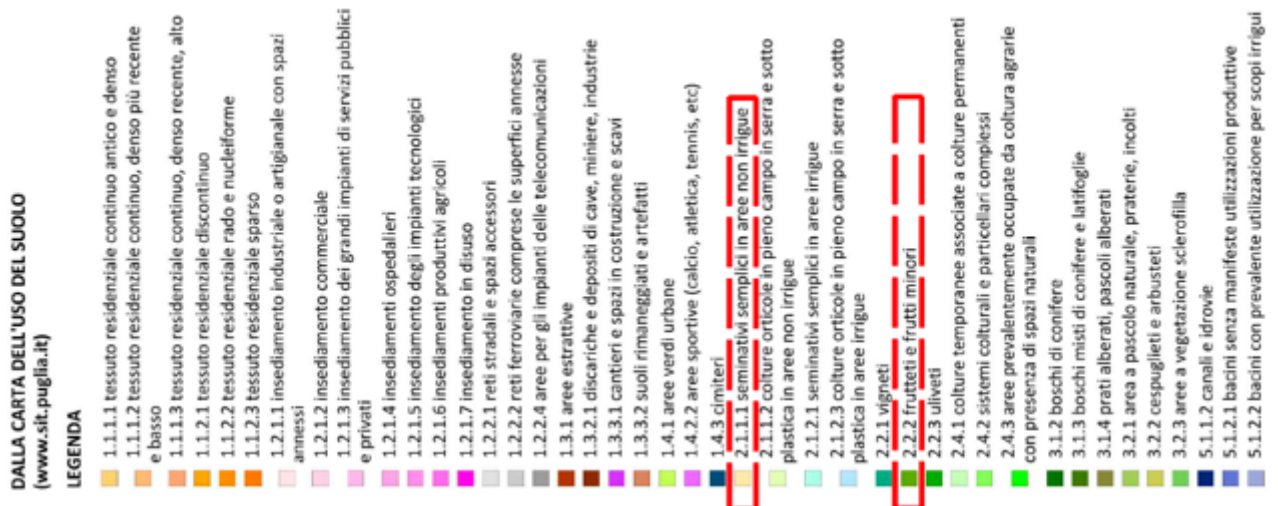 DALLA CARTA DELL'USO DEL SUOLO
(www.sit.puglia.it)
LEGENDA
1.1.1.1 tessuto residenziale continuo antico e denso
1.1.1.2 tessuto residenziale continuo, denso più recente
e basso
1.1.1.3 tessuto residenziale continuo, denso recente, alto
1.1.2.1 tessuto residenziale discontinuo
1.1.2.2 tessuto residenziale rado e nucleiforme
1.1.2.3 tessuto residenziale sparso
1.2.1.1 insediamento industriale o artigianale con spazi
annessi
1.2.1.2 insediamento commerciale
1.2.1.3 insediamento dei grandi impianti di servizi pubblici
e privati
1.2.1.4 insediamenti ospedalieri
1.2.1.5 insediamento degli impianti tecnologici
1.2.1.6 insediamenti produttivi agricoli
1.2.1.7 insediamento in disuso
1.2.2.1 reti stradali e spazi accessori
1.2.2.2 reti ferroviarie comprese le superfici annesse
1.2.2.4 aree per gli impianti delle telecomunicazioni
1.3.1 aree estrattive
1.3.2.1 discariche e depositi di cave, miniere, industrie
1.3.3.1 cantieri e spazi in costruzione e scavi
1.3.3.2 suoli rimaneggiati e artefatti
1.4.1 aree verdi urbane
1.4.2.2 aree sportive (calcio, atletica, tennis, etc)
1.4.3 cimiteri
2.1.1.1 seminativi semplici in aree non irrigue
2.1.1.2 colture orticole in pieno campo in serra e sotto
plastica in aree non irrigue
2.1.2.1 seminativi semplici in aree irrigue
2.1.2.3 colture orticole in pieno campo in serra e sotto
plastica in aree irrigue
2.2.1 vigneti
2.2.2 frutteti e frutti minori
2.2.3 uliveti
2.4.1 colture temporanee associate a colture permanenti
2.4.2 sistemi colturali e particellari complessi
2.4.3 aree prevalentemente occupate da coltura agrarie
con presenza di spazi naturali
3.1.2 boschi di conifere
3.1.3 boschi misti di conifere e latifoglie
3.1.4 prati alberati, pascoli alberati
3.2.1 area a pascolo naturale, praterie, incolti
3.2.2 cespuglieti e arbusteti
3.2.3 aree a vegetazione sclerofilla
5.1.1.2 canali e idrovie
5.1.2.1 bacini senza manifeste utilizzazioni produttive
5.1.2.2 bacini con prevalente utilizzazione per scopi irrigui